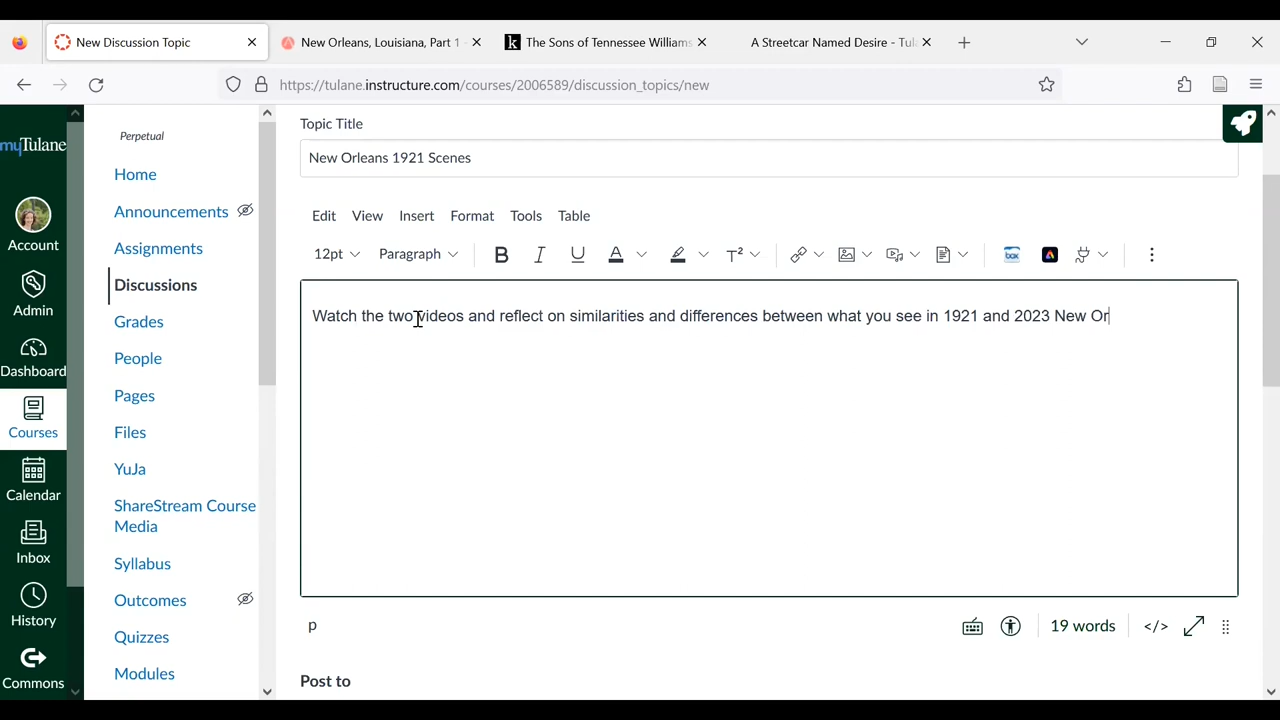 New Discussion Topic
New Orleans, Louisiana, Part 1 -
k
The Sons of Tennessee Williams
A Streetcar Named Desire - Tul
https://tulane.instructure.com/courses/2006589/discussion_topics/new
myTulane
Account
Admin
Dashboard
Courses
Calendar
Inbox
History
Commons
Perpetual
Home
Announcements
Assignments
Discussions
Grades
People
Pages
Files
YuJa
ShareStream Course
Media
Syllabus
Outcomes
Quizzes
Modules
Topic Title
New Orleans 1921 Scenes
Edit View Insert Format Tools Table
12pt Paragraph B I U A T² box
Watch the two videos and reflect on similarities and differences between what you see in 1921 and 2023 New Or
p
19 words </>
Post to